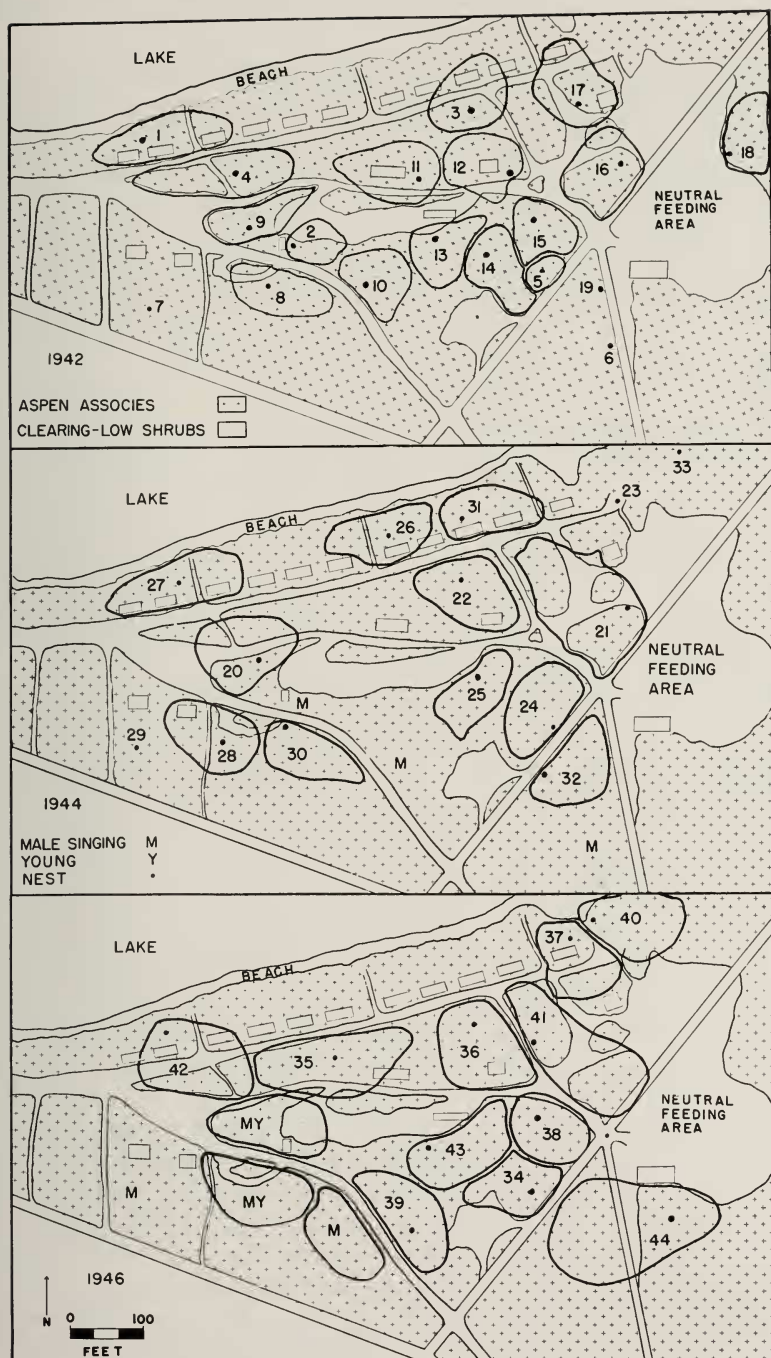 LAKE
BEACH
1
2
3
4
5
6
7
8
9
10
11
12
13
14
15
16
17
18
19
NEUTRAL
FEEDING
AREA
1942
ASPEN ASSOCIES
CLEARING-LOW SHRUBS
LAKE
BEACH
33
23
31
26
27
22
21
20
M
25
24
NEUTRAL
FEEDING
AREA
29
28
30
M
32
M
1944
MALE SINGING M
YOUNG Y
NEST
LAKE
BEACH
40
37
41
36
35
42
MY
38
43
34
NEUTRAL
FEEDING
AREA
M
MY
M
39
44
1946
N
0 100
FEET